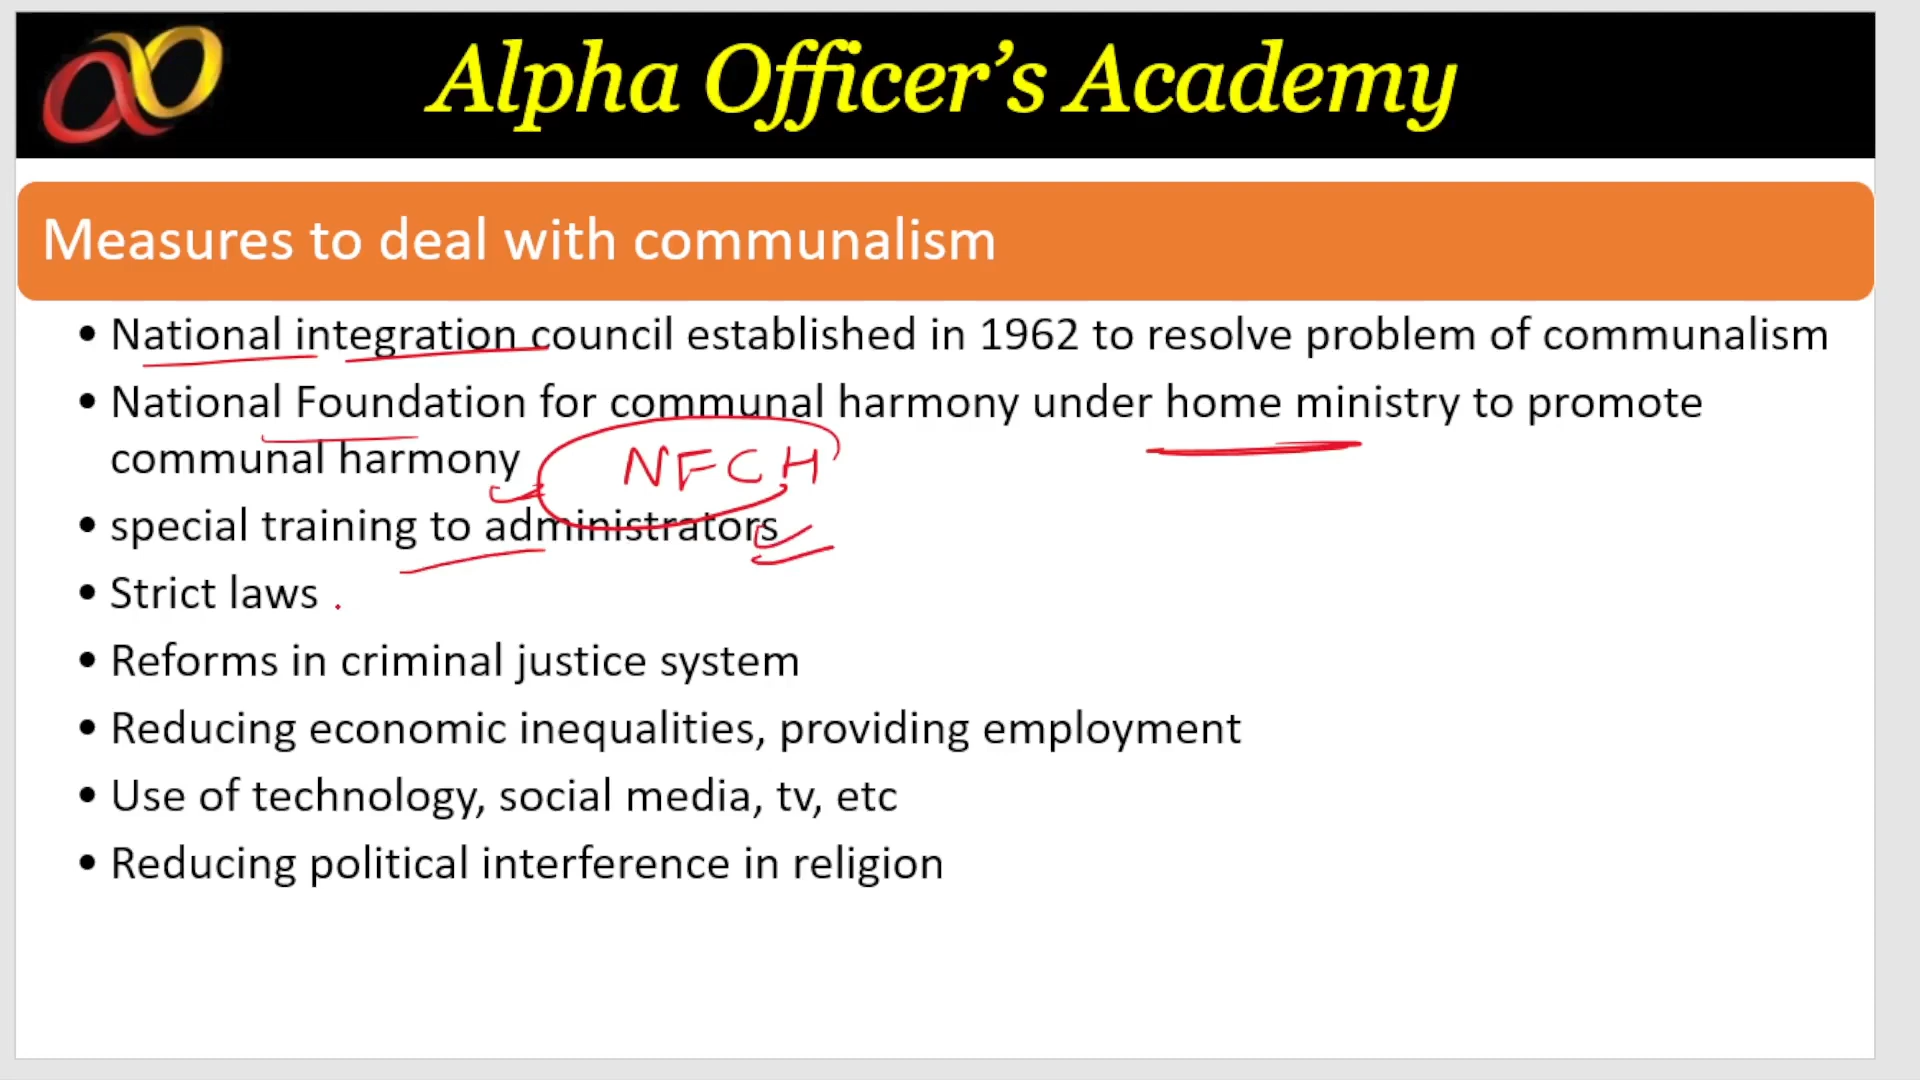 Alpha Officer's Academy
Measures to deal with communalism
• National integration council established in 1962 to resolve problem of communalism
• National Foundation for communal harmony under home ministry to promote
communal harmony
NFCH
• special training to administrators
• Strict laws
• Reforms in criminal justice system
• Reducing economic inequalities, providing employment
• Use of technology, social media, tv, etc
• Reducing political interference in religion